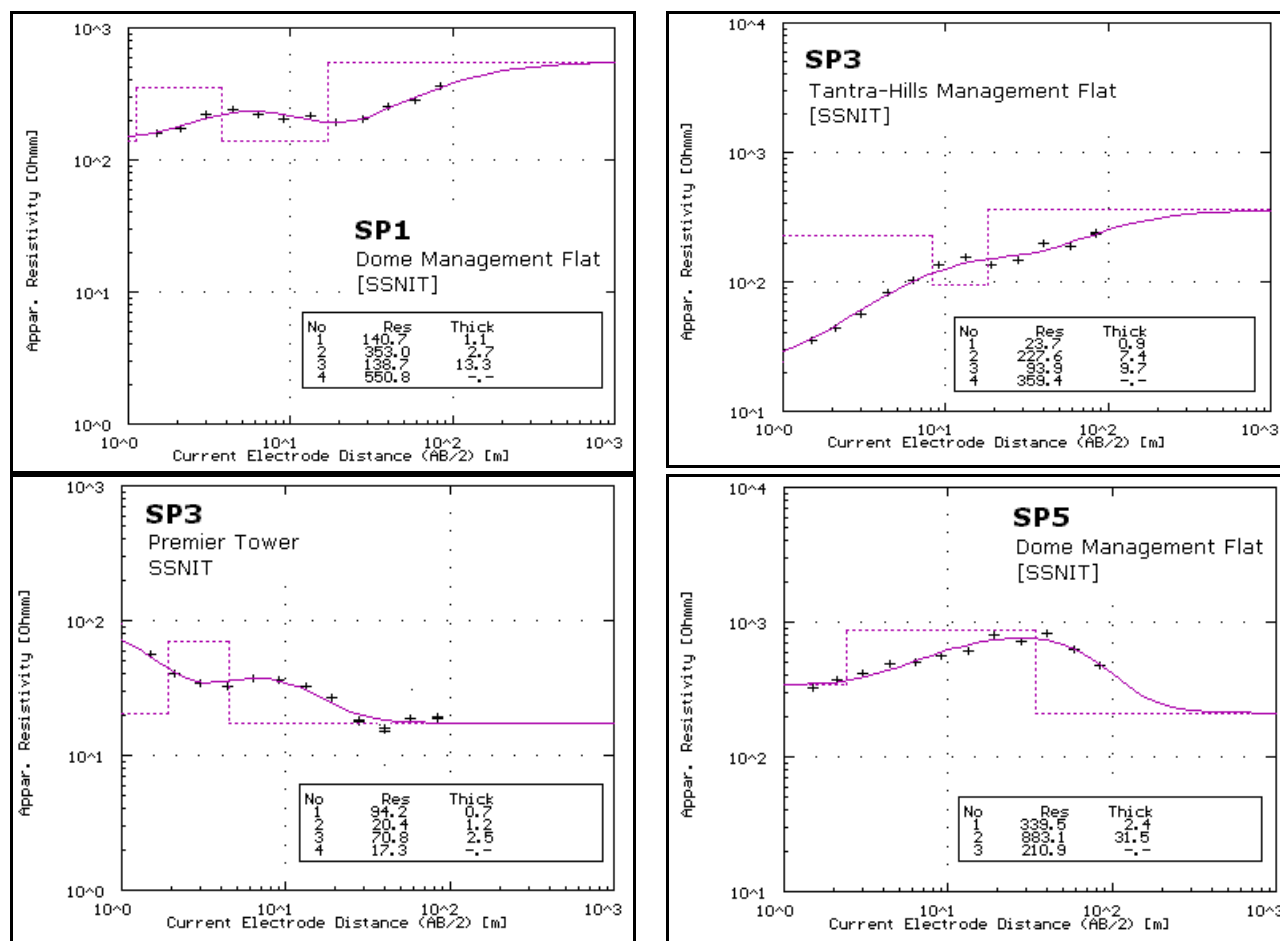 10^3
10^2
10^1
10^0
Appar. Resistivity [Ohmm]
SP1
Dome Management Flat
[SSNIT]
No Res Thick
1 140.7 1.1
2 353.0 2.7
3 138.7 13.3
4 550.8 -.-
10^0 10^1 10^2 10^3
Current Electrode Distance (AB/2) [m]
10^4
10^3
10^2
10^1
Appar. Resistivity [Ohmm]
SP3
Tantra-Hills Management Flat
[SSNIT]
No Res Thick
1 23.7 0.9
2 227.6 7.4
3 93.9 9.7
4 359.4 -.-
10^0 10^1 10^2 10^3
Current Electrode Distance (AB/2) [m]
10^3
10^2
10^1
10^0
Appar. Resistivity [Ohmm]
SP3
Premier Tower
SSNIT
No Res Thick
1 94.2 0.7
2 20.4 1.2
3 70.8 2.5
4 17.3 -.-
10^0 10^1 10^2 10^3
Current Electrode Distance (AB/2) [m]
10^4
10^3
10^2
10^1
Appar. Resistivity [Ohmm]
SP5
Dome Management Flat
[SSNIT]
No Res Thick
1 339.5 2.4
2 883.1 31.5
3 210.9 -.-
10^0 10^1 10^2 10^3
Current Electrode Distance (AB/2) [m]